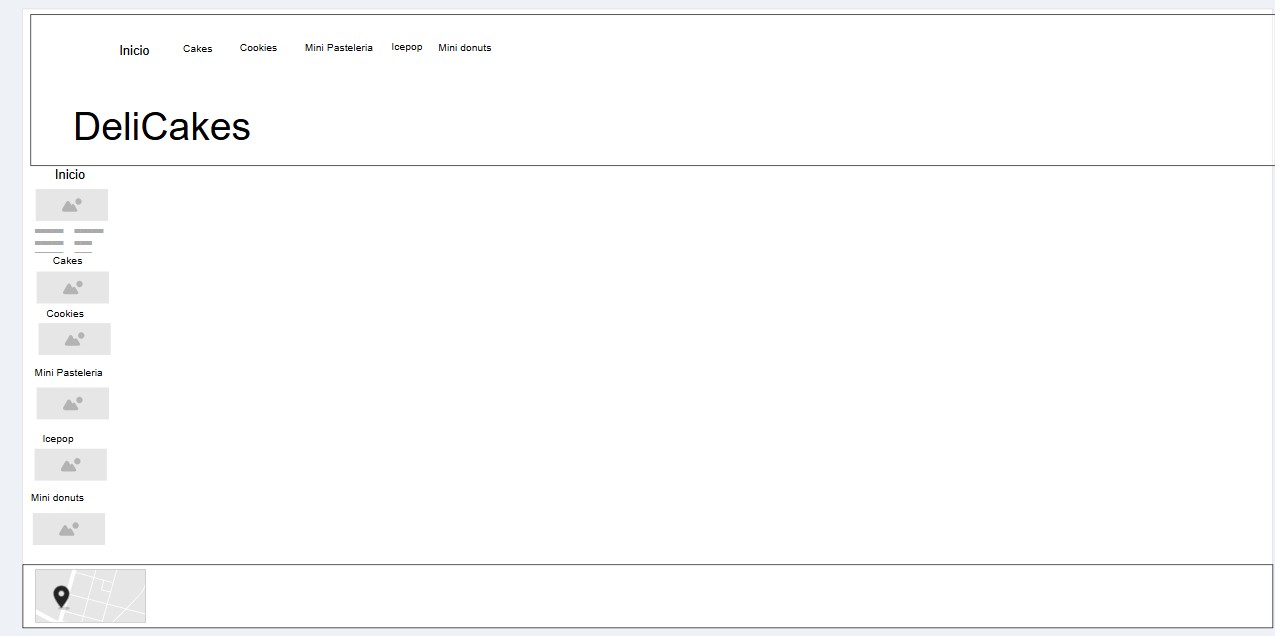 Inicio Cakes Cookies Mini Pasteleria Icepop Mini donuts
DeliCakes
Inicio
Cakes
Cookies
Mini Pasteleria
Icepop
Mini donuts